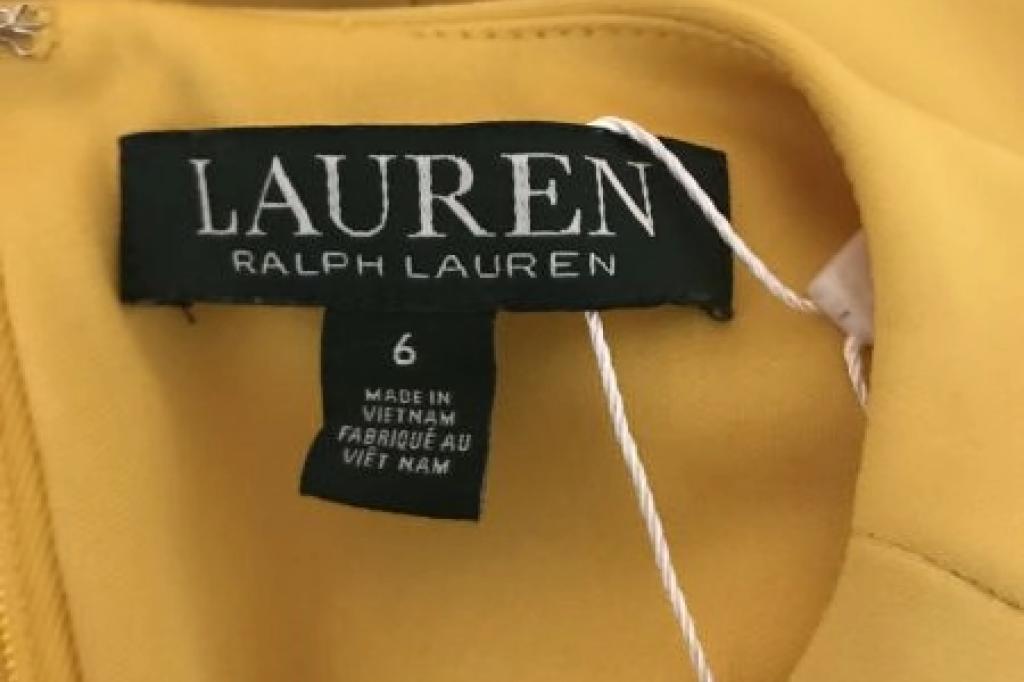 LAUREN
RALPH LAUREN
6
MADE IN
VIETNAM
FABRIQUÉ AU
VIÊT NAM